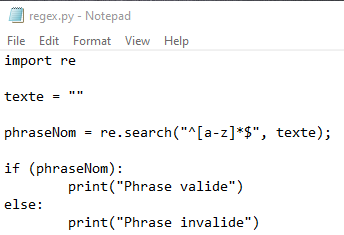 regex.py - Notepad
File Edit Format View Help
import re
texte = ""
phraseNom = re.search("^[a-z]*$", texte);
if (phraseNom):
print("Phrase valide")
else:
print("Phrase invalide")